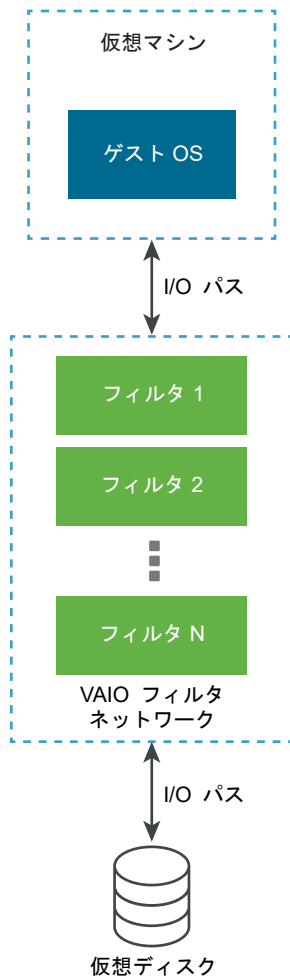 仮想マシン
ゲスト OS
I/O パス
フィルタ 1
フィルタ 2
フィルタ N
VAIO フィルタ
ネットワーク
I/O パス
仮想ディスク